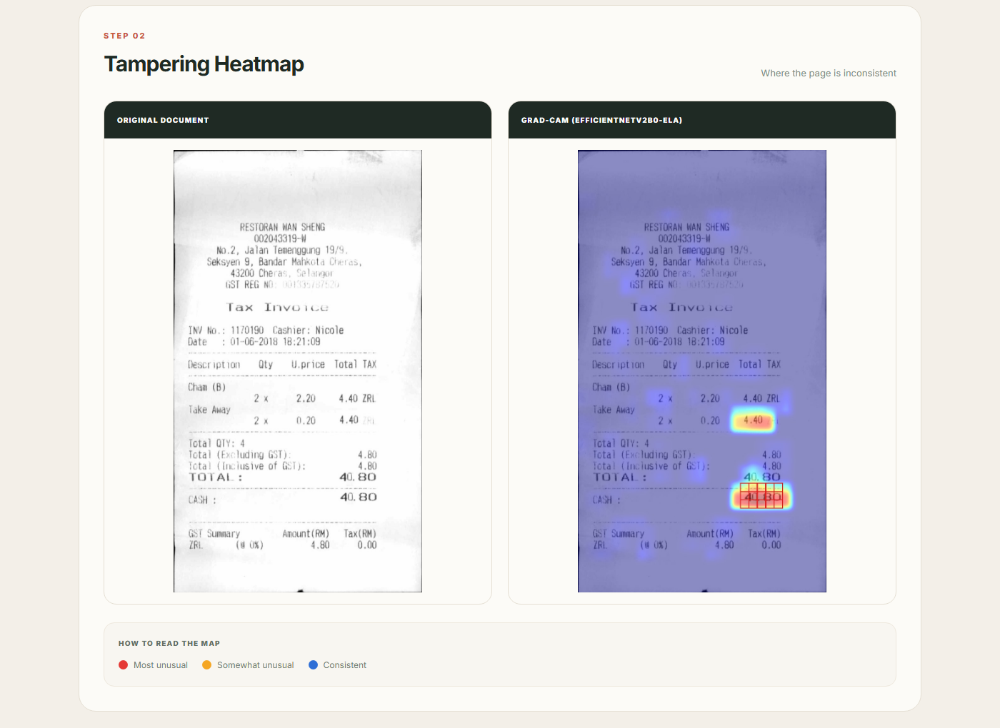 STEP 02
Tampering Heatmap
Where the page is inconsistent
ORIGINAL DOCUMENT
RESTORAN WAN SHENG
002043319-W
No.2, Jalan Temenggung 19/9.
Seksyen 9, Bandar Mahkota Cheras,
43200 Cheras, Selangor
GST REG NO:
Tax Invoice
INV No.: 1170190 Cashier: Nicole
Date : 01-06-2018 18:21:09
Description Qty U.price Total TAX
Cham (B)
2 x 2.20 4.40 ZRL
Take Away
2 x 0.20 4.40 ZRL
Total QTY: 4
Total (Excluding GST): 4.80
Total (Inclusive of GST): 4.80
TOTAL : 40.80
CASH : 40.80
GST Summary Amount(RM) Tax(RM)
ZRL (@ 0%) 4.80 0.00
GRAD-CAM (EFFICIENTNETV2B0-ELA)
RESTORAN WAN SHENG
002043319-W
No.2, Jalan Temenggung 19/9.
Seksyen 9, Bandar Mahkota Cheras,
43200 Cheras, Selangor
GST REG NO:
Tax Invoice
INV No.: 1170190 Cashier: Nicole
Date : 01-06-2018 18:21:09
Description Qty U.price Total TAX
Cham (B)
2 x 2.20 4.40 ZRL
Take Away
2 x 0.20 4.40
Total QTY: 4
Total (Excluding GST): 4.80
Total (Inclusive of GST): 4.80
TOTAL : 40.80
CASH : 40.80
GST Summary Amount(RM) Tax(RM)
ZRL (@ 0%) 4.80 0.00
HOW TO READ THE MAP
Most unusual Somewhat unusual Consistent